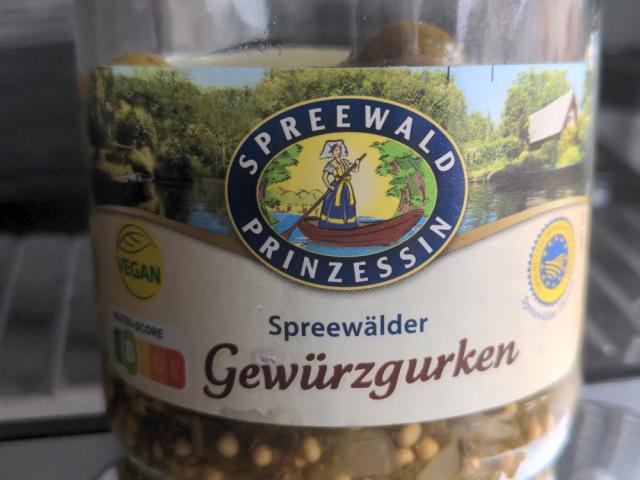 SPREEWALD
PRINZESSIN
VEGAN
NUTRI-SCORE
B D E
Spreewälder
Gewürzgurken